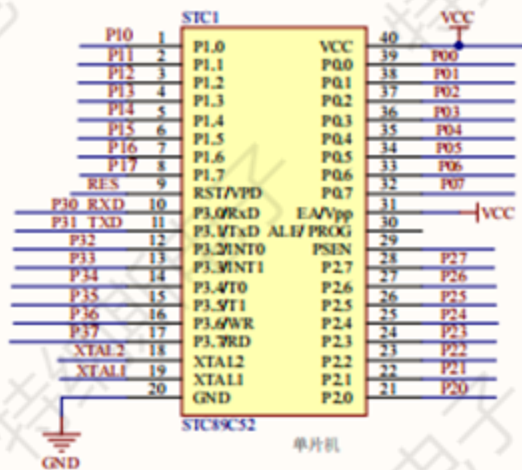 STC1
VCC
P10 1 P1.0 VCC 40
P11 2 P1.1 P0.0 39 P00
P12 3 P1.2 P0.1 38 P01
P13 4 P1.3 P0.2 37 P02
P14 5 P1.4 P0.3 36 P03
P15 6 P1.5 P0.4 35 P04
P16 7 P1.6 P0.5 34 P05
P17 8 P1.7 P0.6 33 P06
RES 9 RST/VPD P0.7 32 P07
P30 RXD 10 P3.0/RxD EA/Vpp 31 VCC
P31 TXD 11 P3.1/TxD ALE/PROG 30
P32 12 P3.2/INT0 PSEN 29
P33 13 P3.3/INT1 P2.7 28 P27
P34 14 P3.4/T0 P2.6 27 P26
P35 15 P3.5/T1 P2.5 26 P25
P36 16 P3.6/WR P2.4 25 P24
P37 17 P3.7/RD P2.3 24 P23
XTAL2 18 XTAL2 P2.2 23 P22
XTAL1 19 XTAL1 P2.1 22 P21
20 GND P2.0 21 P20
STC89C52
单片机
GND